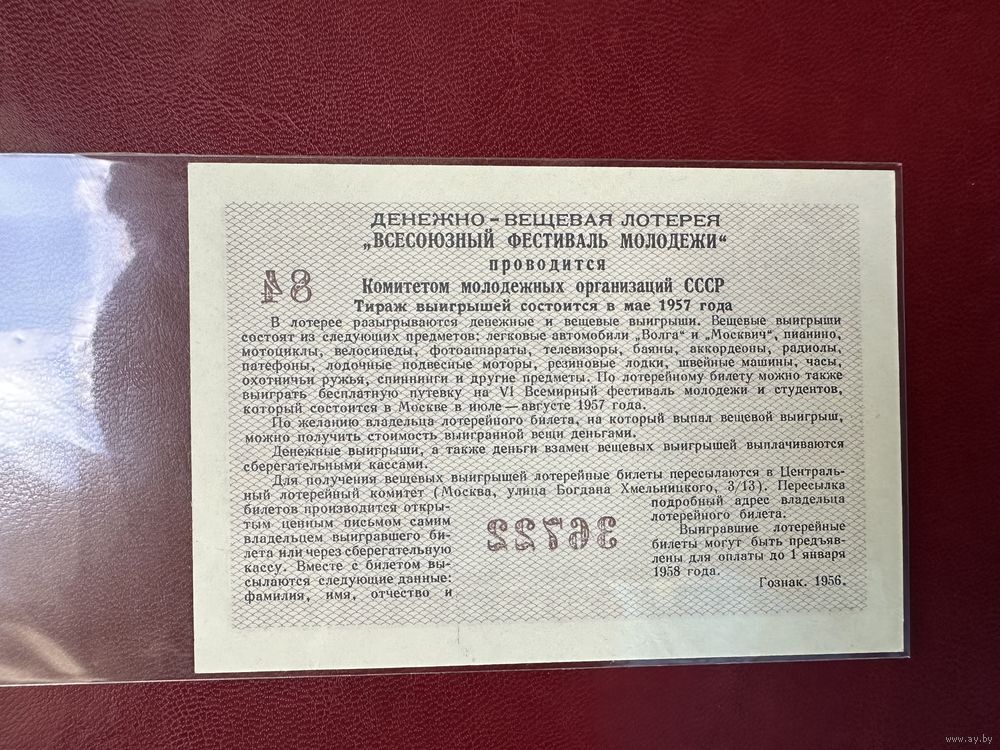 ДЕНЕЖНО-ВЕЩЕВАЯ ЛОТЕРЕЯ
„ВСЕСОЮЗНЫЙ ФЕСТИВАЛЬ МОЛОДЕЖИ“
проводится
Комитетом молодежных организаций СССР
Тираж выигрышей состоится в мае 1957 года
84
В лотерее разыгрываются денежные и вещевые выигрыши. Вещевые выигрыши
состоят из следующих предметов: легковые автомобили „Волга“ и „Москвич“, пианино,
мотоциклы, велосипеды, фотоаппараты, телевизоры, баяны, аккордеоны, радиолы,
патефоны, лодочные подвесные моторы, резиновые лодки, швейные машины, часы,
охотничьи ружья, спиннинги и другие предметы. По лотерейному билету можно также
выиграть бесплатную путевку на VI Всемирный фестиваль молодежи и студентов,
который состоится в Москве в июле—августе 1957 года.
По желанию владельца лотерейного билета, на который выпал вещевой выигрыш,
можно получить стоимость выигранной вещи деньгами.
Денежные выигрыши, а также деньги взамен вещевых выигрышей выплачиваются
сберегательными кассами.
Для получения вещевых выигрышей лотерейные билеты пересылаются в Централь-
ный лотерейный комитет (Москва, улица Богдана Хмельницкого, 3/13). Пересылка
билетов производится откры-
тым ценным письмом самим
владельцем выигравшего би-
лета или через сберегательную
кассу. Вместе с билетом вы-
сылаются следующие данные:
фамилия, имя, отчество и
36722
подробный адрес владельца
лотерейного билета.
Выигравшие лотерейные
билеты могут быть предъяв-
лены для оплаты до 1 января
1958 года.
Гознак. 1956.
www.ay.by